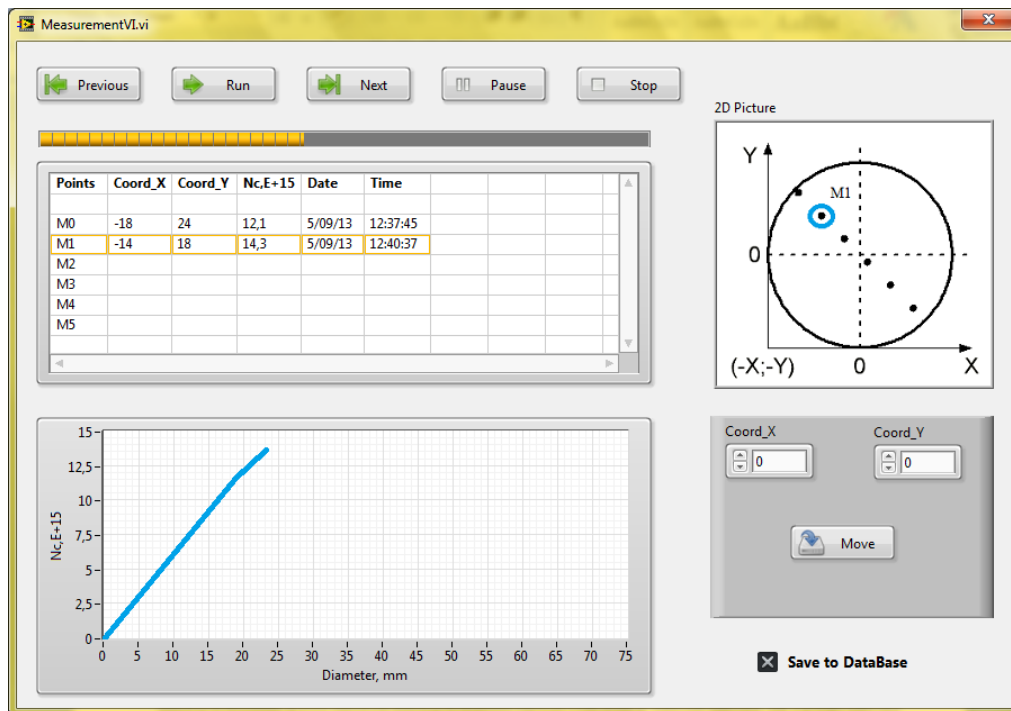 MeasurementVI.vi
Previous Run Next Pause Stop
2D Picture
Y
M1
0
(-X;-Y) 0 X
Points Coord_X Coord_Y Nc,E+15 Date Time
M0 -18 24 12,1 5/09/13 12:37:45
M1 -14 18 14,3 5/09/13 12:40:37
M2
M3
M4
M5
15
12,5
10
7,5
5
2,5
0
Nc,E+15
0 5 10 15 20 25 30 35 40 45 50 55 60 65 70 75
Diameter, mm
Coord_X Coord_Y
0 0
Move
Save to DataBase